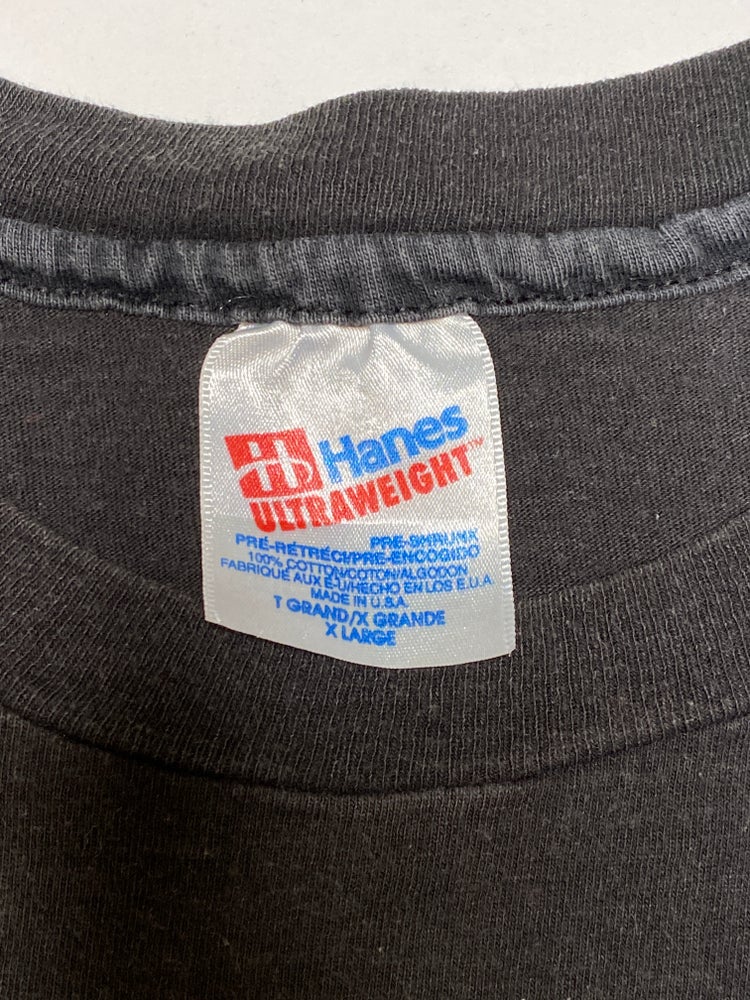 Hanes
ULTRAWEIGHT™
PRE-SHRUNK
PRÉ-RÉTRÉCI/PRE-ENCOGIDO
100% COTTON/COTON/ALGODON
FABRIQUÉ AUX É-U/HECHO EN LOS E.U.A.
MADE IN U.S.A.
T GRAND/X GRANDE
X LARGE